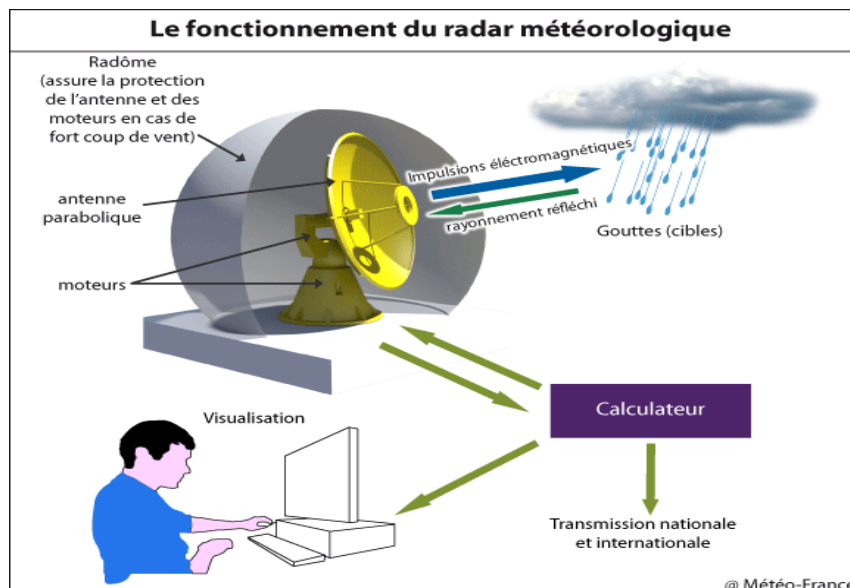 Le fonctionnement du radar météorologique
Radôme
(assure la protection
de l'antenne et des
moteurs en cas de
fort coup de vent)
antenne
parabolique
moteurs
Impulsions éléctromagnétiques
rayonnement réfléchi
Gouttes (cibles)
Calculateur
Visualisation
Transmission nationale
et internationale
@ Météo-France